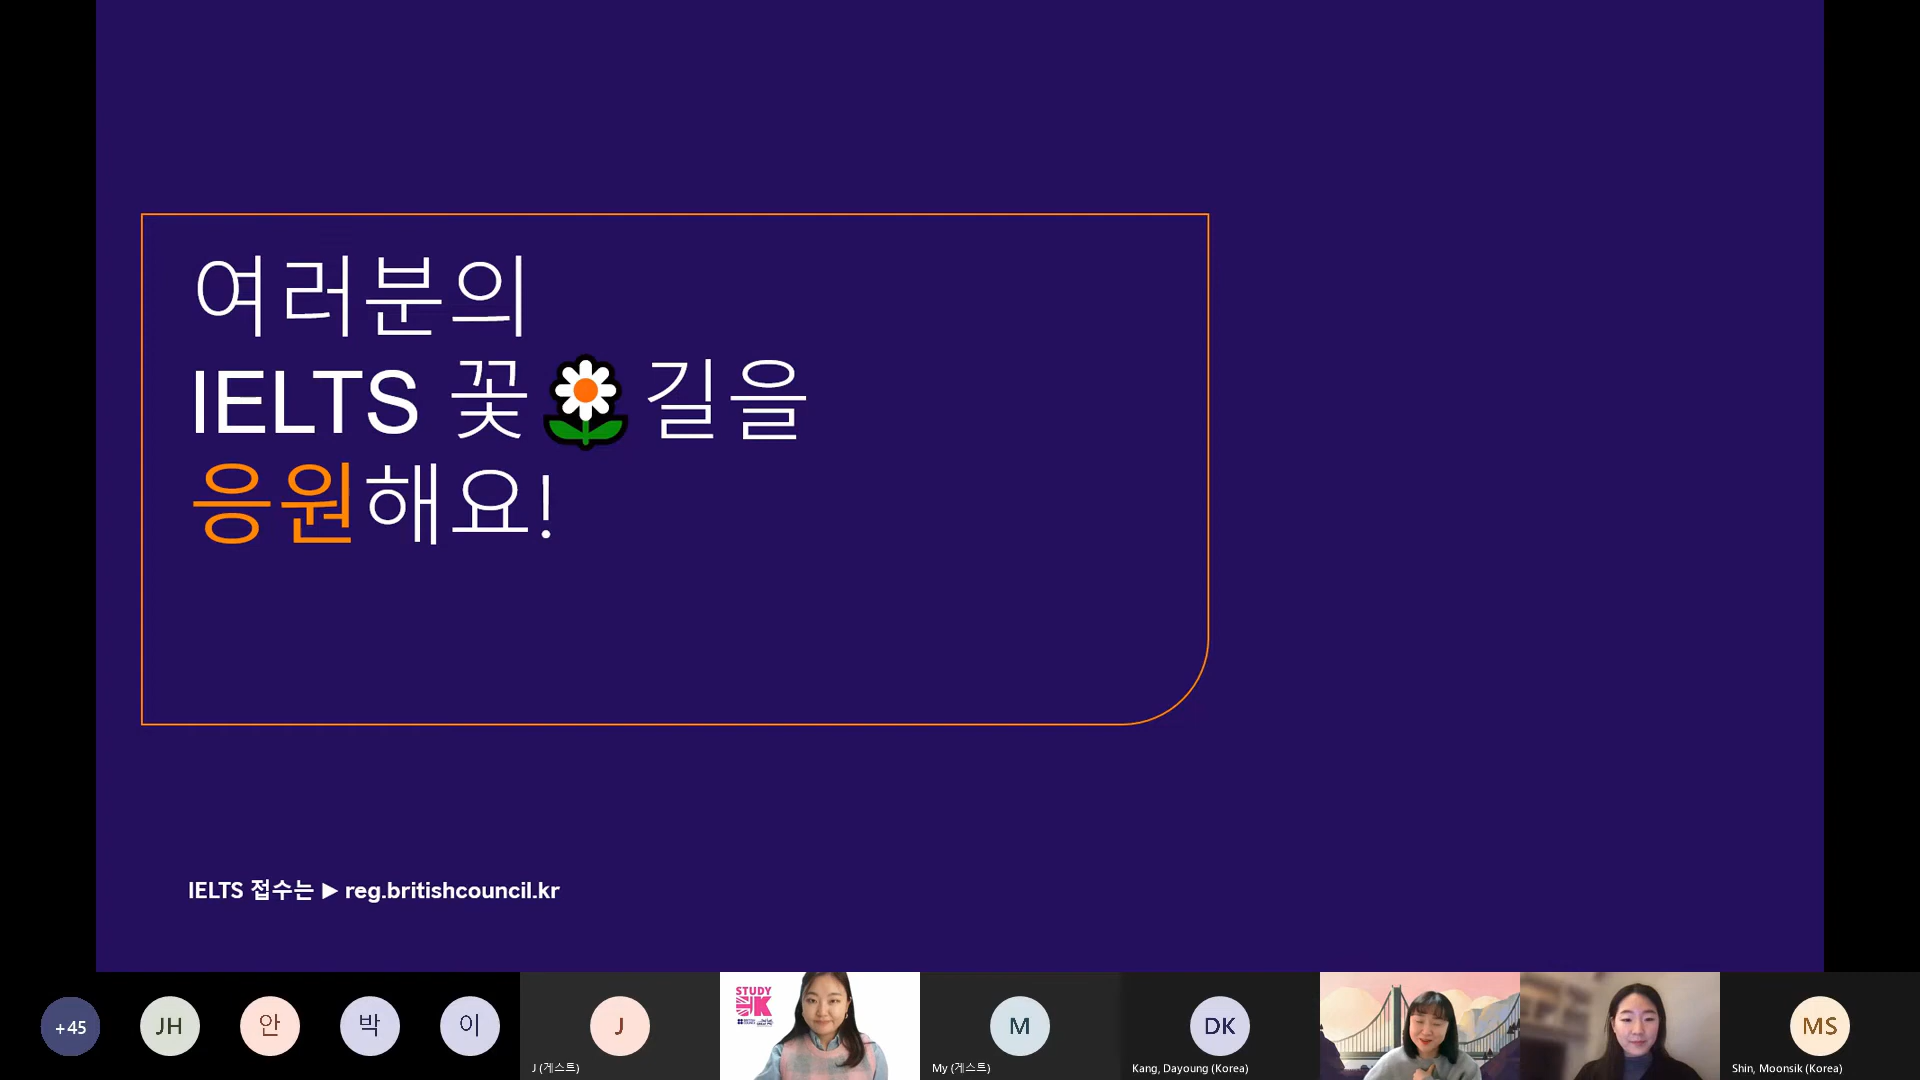 여러분의
IELTS 꽃🌼길을
응원해요!
IELTS 접수는 ▶ reg.britishcouncil.kr
+45
JH
안
박
이
J
J (게스트)
STUDY
UK
M
My (게스트)
DK
Kang, Dayoung (Korea)
MS
Shin, Moonsik (Korea)